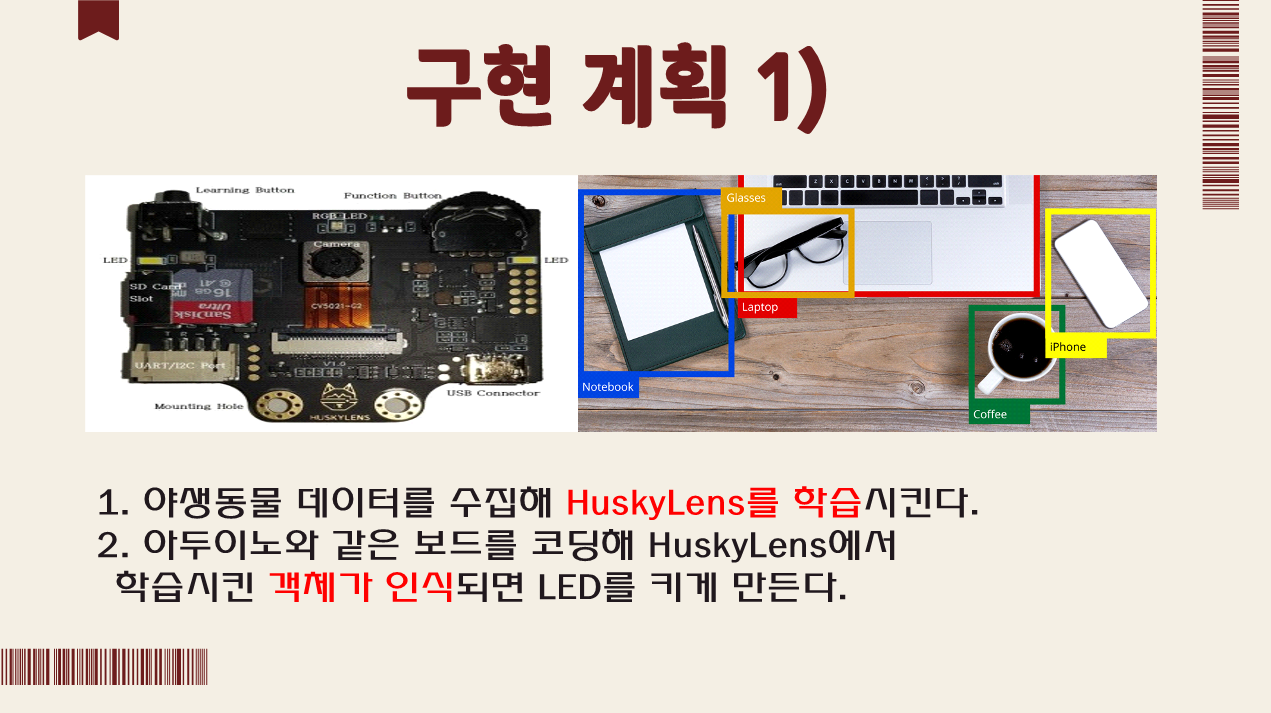 구현 계획 1)
Learning Button
Function Button
RGB LED
Camera
LED
LED
SD Card
Slot
16GB
Ultra
SanDisk
CV5021-C2
UART/I2C Port
V1.0
USB Connector
Mounting Hole
HUSKYLENS
Glasses
Laptop
iPhone
Notebook
Coffee
1. 야생동물 데이터를 수집해 HuskyLens를 학습시킨다.
2. 아두이노와 같은 보드를 코딩해 HuskyLens에서
학습시킨 객체가 인식되면 LED를 키게 만든다.